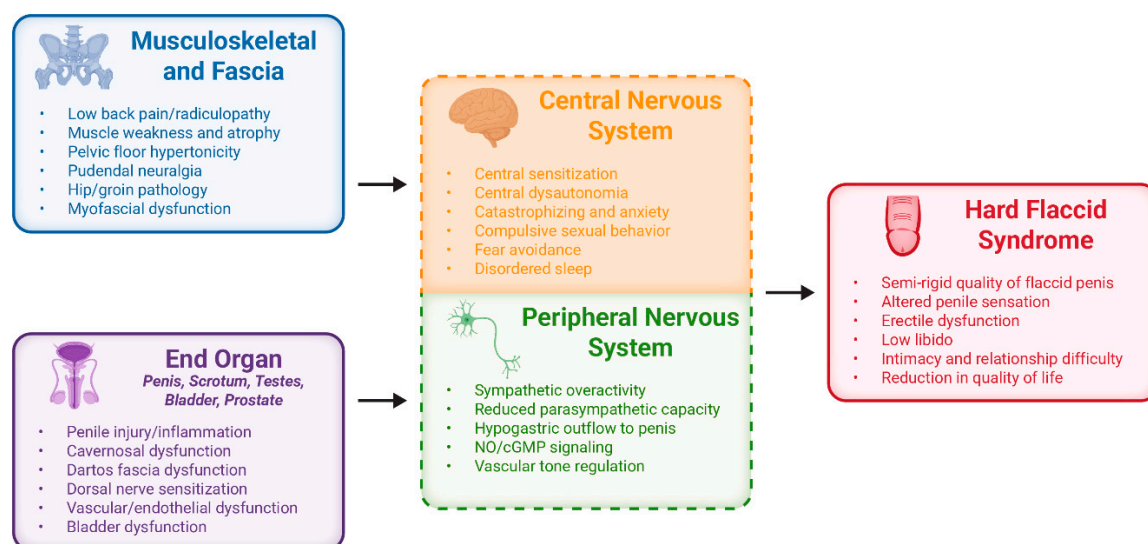 Musculoskeletal
and Fascia
• Low back pain/radiculopathy
• Muscle weakness and atrophy
• Pelvic floor hypertonicity
• Pudendal neuralgia
• Hip/groin pathology
• Myofascial dysfunction
End Organ
Penis, Scrotum, Testes,
Bladder, Prostate
• Penile injury/inflammation
• Cavernosal dysfunction
• Dartos fascia dysfunction
• Dorsal nerve sensitization
• Vascular/endothelial dysfunction
• Bladder dysfunction
Central Nervous
System
• Central sensitization
• Central dysautonomia
• Catastrophizing and anxiety
• Compulsive sexual behavior
• Fear avoidance
• Disordered sleep
Peripheral Nervous
System
• Sympathetic overactivity
• Reduced parasympathetic capacity
• Hypogastric outflow to penis
• NO/cGMP signaling
• Vascular tone regulation
Hard Flaccid
Syndrome
• Semi-rigid quality of flaccid penis
• Altered penile sensation
• Erectile dysfunction
• Low libido
• Intimacy and relationship difficulty
• Reduction in quality of life